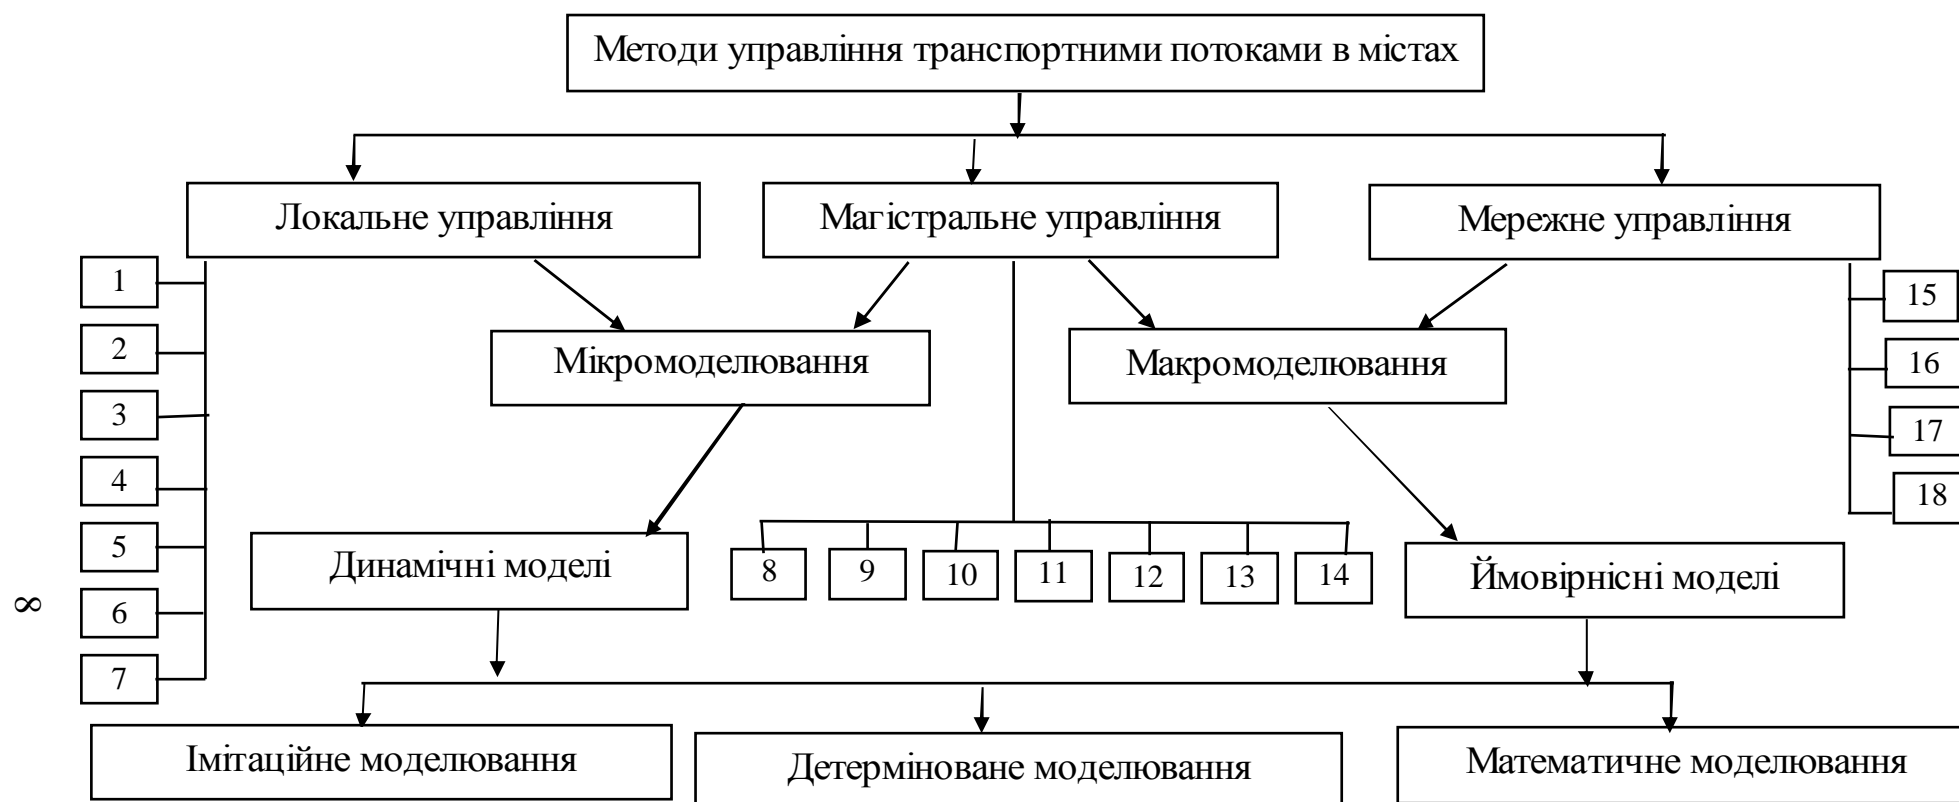 Методи управління транспортними потоками в містах
Локальне управління
Магістральне управління
Мережне управління
1
2
3
4
5
6
7
15
16
17
18
Мікромоделювання
Макромоделювання
Динамічні моделі
8
9
10
11
12
13
14
Ймовірнісні моделі
8
Імітаційне моделювання
Детерміноване моделювання
Математичне моделювання